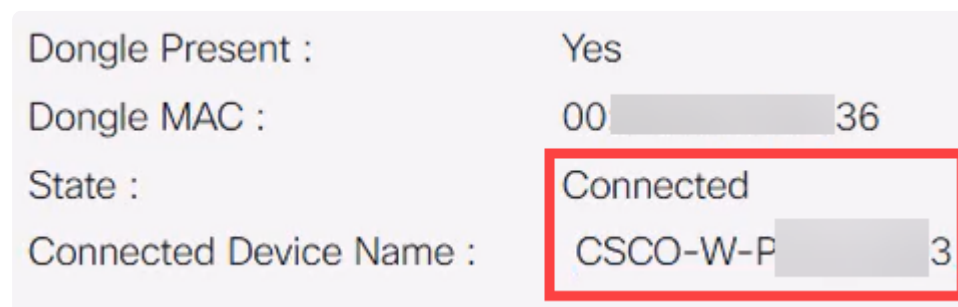 Dongle Present : Yes
Dongle MAC : 00 36
State : Connected
Connected Device Name : CSCO-W-P 3